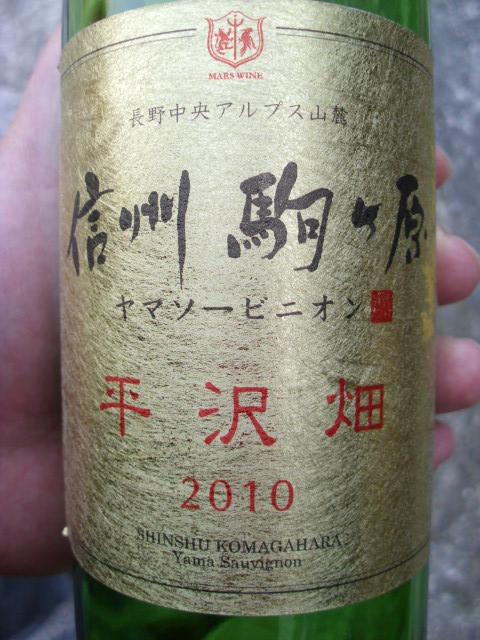 MARS WINE
長野中央アルプス山麓
信州 駒ヶ原
ヤマソービニオン
平沢畑
2010
SHINSHU KOMAGAHARA
Yama Sauvignon